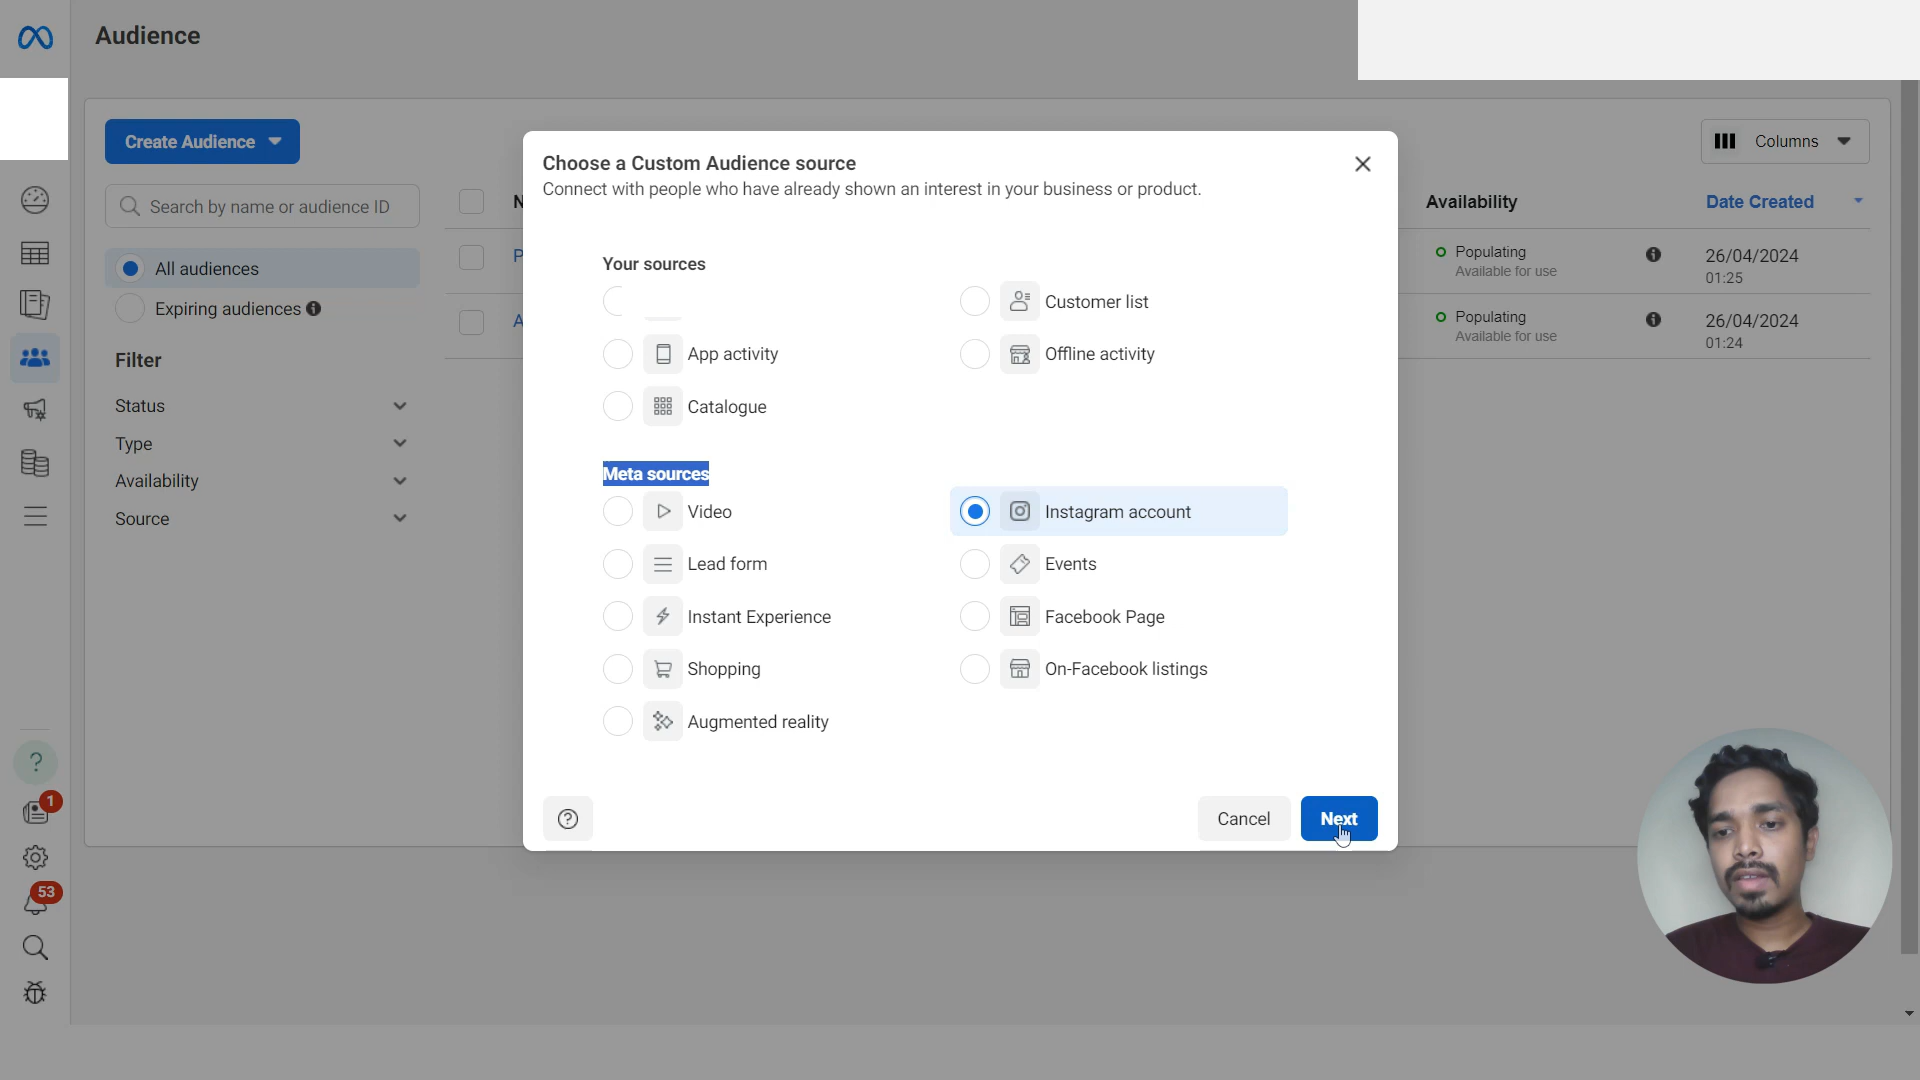 Audience
Create Audience
Columns
Search by name or audience ID
All audiences
Expiring audiences
Filter
Status
Type
Availability
Source
Availability
Date Created
P
Populating
Available for use
26/04/2024
01:25
A
Populating
Available for use
26/04/2024
01:24
Choose a Custom Audience source
Connect with people who have already shown an interest in your business or product.
Your sources
Customer list
App activity
Offline activity
Catalogue
Meta sources
Video
Instagram account
Lead form
Events
Instant Experience
Facebook Page
Shopping
On-Facebook listings
Augmented reality
Cancel
Next
?
1
53